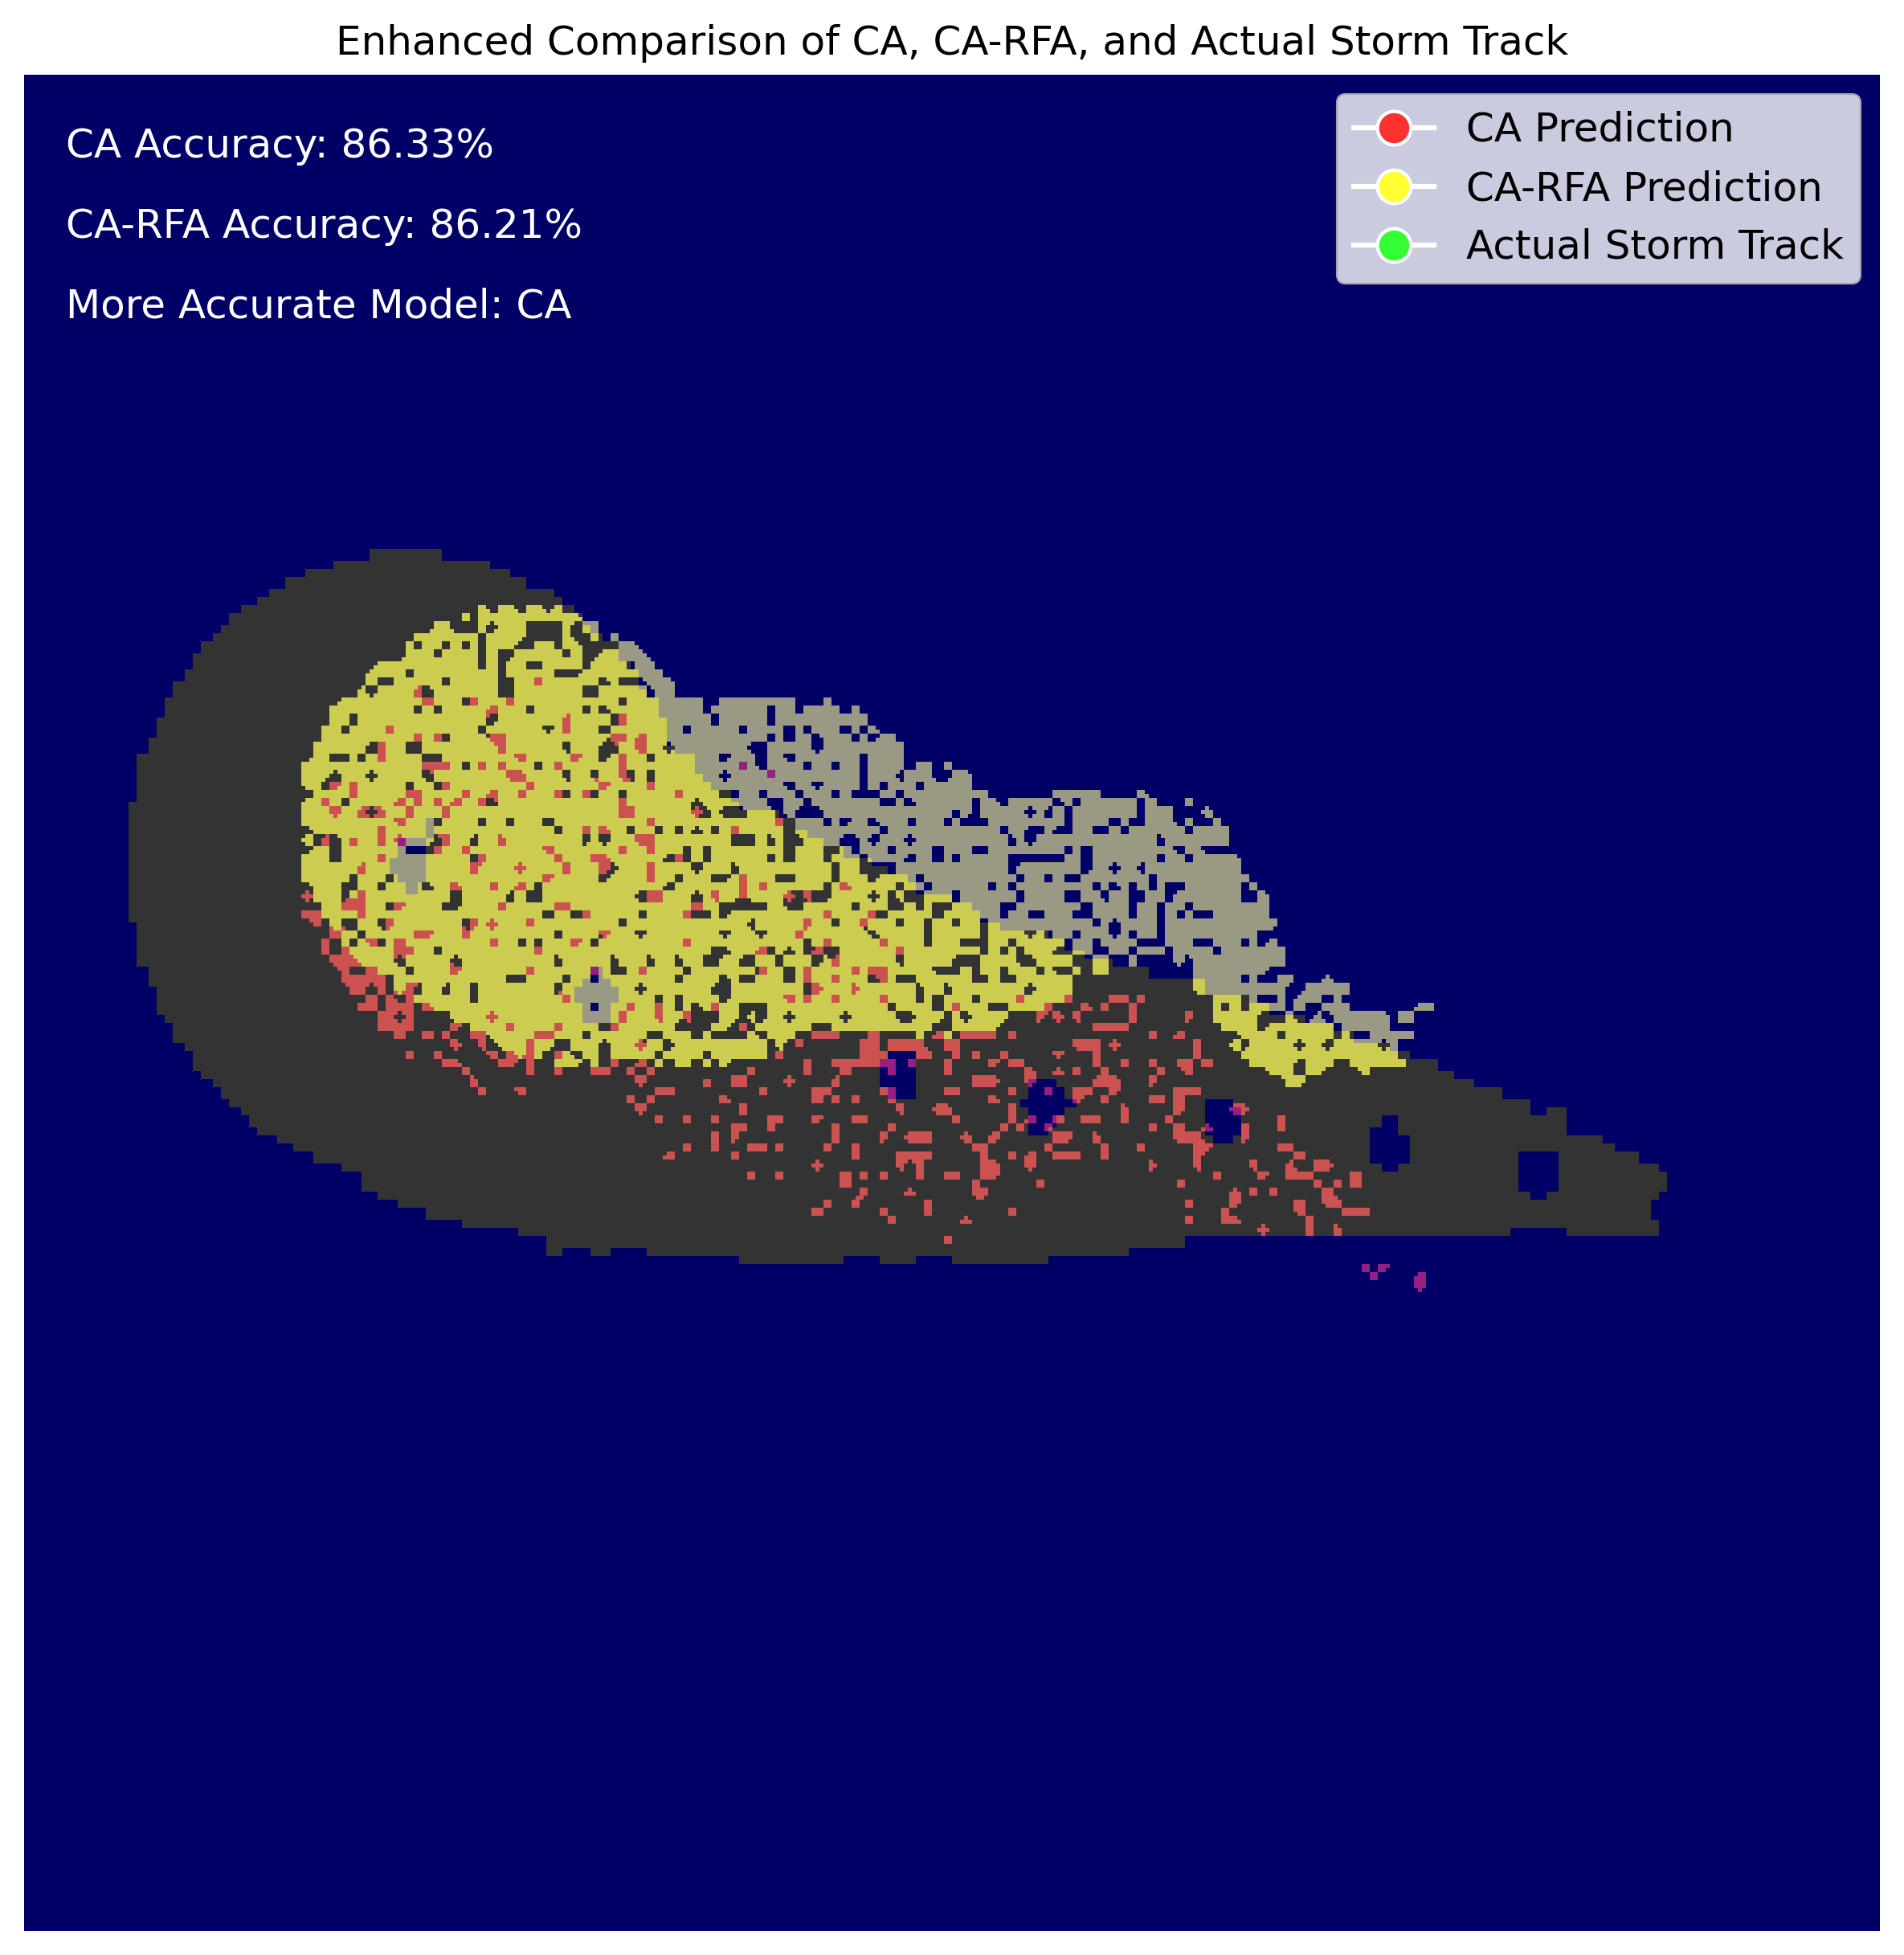 Enhanced Comparison of CA, CA-RFA, and Actual Storm Track
CA Accuracy: 86.33%
CA-RFA Accuracy: 86.21%
More Accurate Model: CA
CA Prediction
CA-RFA Prediction
Actual Storm Track